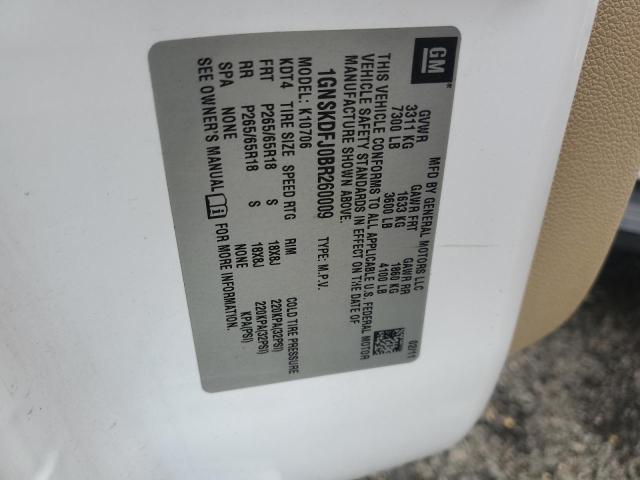 GM
®
MFD BY GENERAL MOTORS LLC
02/11
GVWR GAWR FRT GAWR RR
3311 KG 1633 KG 1860 KG
7300 LB 3600 LB 4100 LB
THIS VEHICLE CONFORMS TO ALL APPLICABLE U.S. FEDERAL MOTOR
VEHICLE SAFETY STANDARDS IN EFFECT ON THE DATE OF
MANUFACTURE SHOWN ABOVE.
1GNSKDFJ0BR260009 TYPE: M.P.V.
MODEL: K10706
KDT4 TIRE SIZE SPEED RTG RIM COLD TIRE PRESSURE
KPA(PSI)
FRT P265/65R18 S 18X8J 220KPA(32PSI)
RR P265/65R18 S 18X8J 220KPA(32PSI)
SPA NONE NONE
SEE OWNER'S MANUAL FOR MORE INFORMATION.